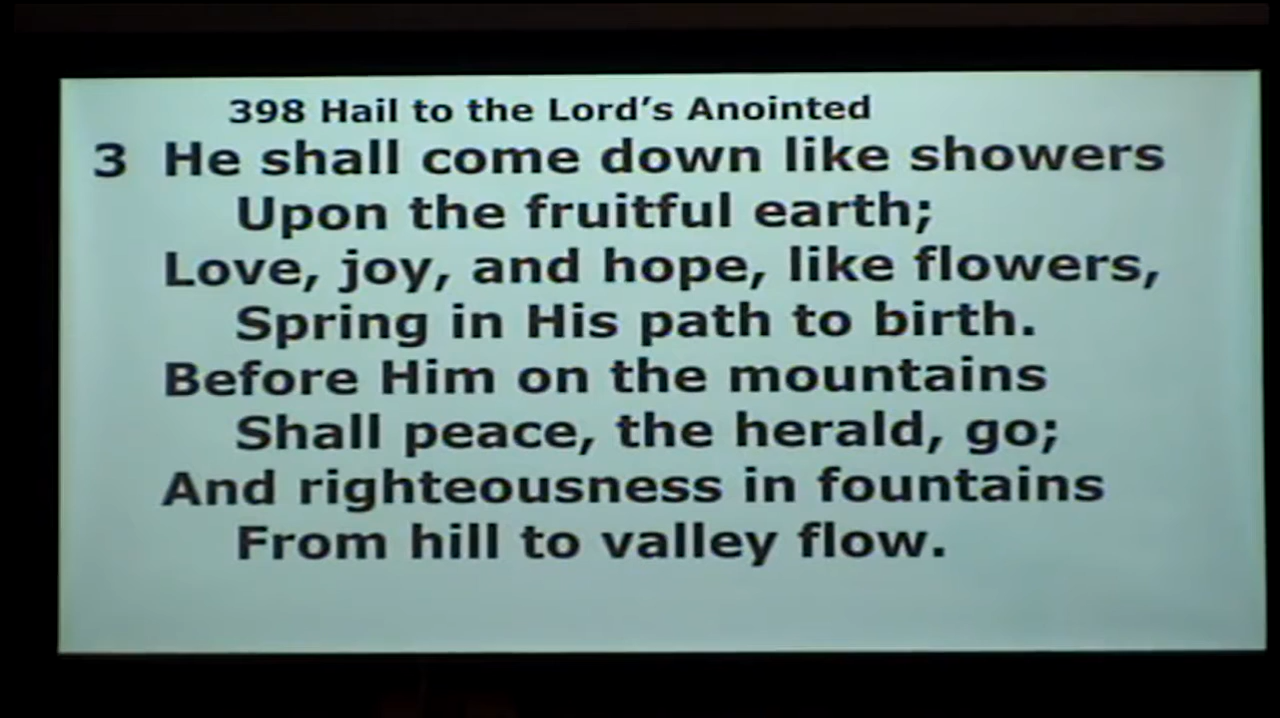 398 Hail to the Lord's Anointed
3 He shall come down like showers
Upon the fruitful earth;
Love, joy, and hope, like flowers,
Spring in His path to birth.
Before Him on the mountains
Shall peace, the herald, go;
And righteousness in fountains
From hill to valley flow.